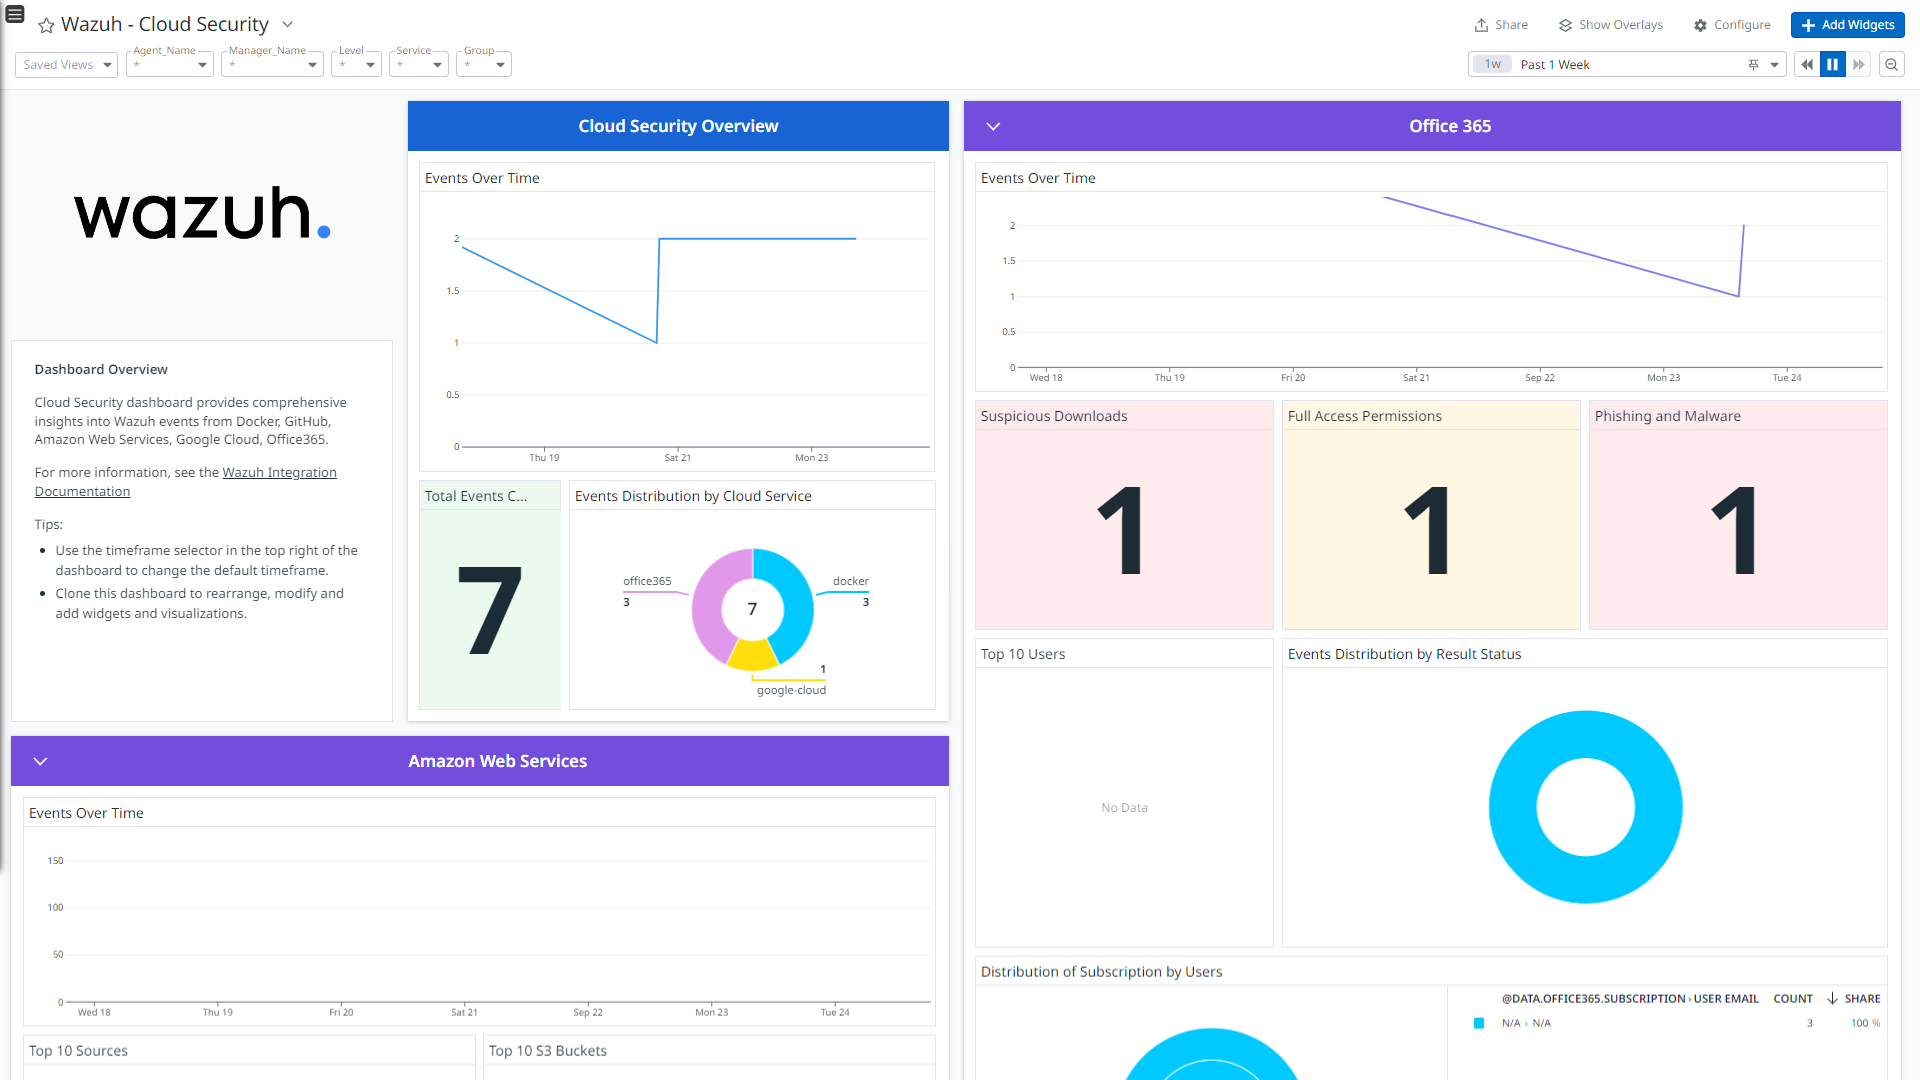 Wazuh - Cloud Security
Share
Show Overlays
Configure
Add Widgets
Saved Views
Agent_Name
*
Manager_Name
*
Level
*
Service
*
Group
*
1w
Past 1 Week
wazuh.
Dashboard Overview
Cloud Security dashboard provides comprehensive
insights into Wazuh events from Docker, GitHub,
Amazon Web Services, Google Cloud, Office365.
For more information, see the Wazuh Integration
Documentation
Tips:
• Use the timeframe selector in the top right of the
dashboard to change the default timeframe.
• Clone this dashboard to rearrange, modify and
add widgets and visualizations.
Cloud Security Overview
Events Over Time
2
1.5
1
0.5
0
Thu 19
Sat 21
Mon 23
Total Events C...
7
Events Distribution by Cloud Service
office365
3
7
docker
3
1
google-cloud
Amazon Web Services
Events Over Time
150
100
50
0
Wed 18
Thu 19
Fri 20
Sat 21
Sep 22
Mon 23
Tue 24
Top 10 Sources
Top 10 S3 Buckets
Office 365
Events Over Time
2
1.5
1
0.5
0
Wed 18
Thu 19
Fri 20
Sat 21
Sep 22
Mon 23
Tue 24
Suspicious Downloads
1
Full Access Permissions
1
Phishing and Malware
1
Top 10 Users
No Data
Events Distribution by Result Status
Distribution of Subscription by Users
@DATA.OFFICE365.SUBSCRIPTION › USER EMAIL COUNT ↓ SHARE
N/A › N/A 3 100 %